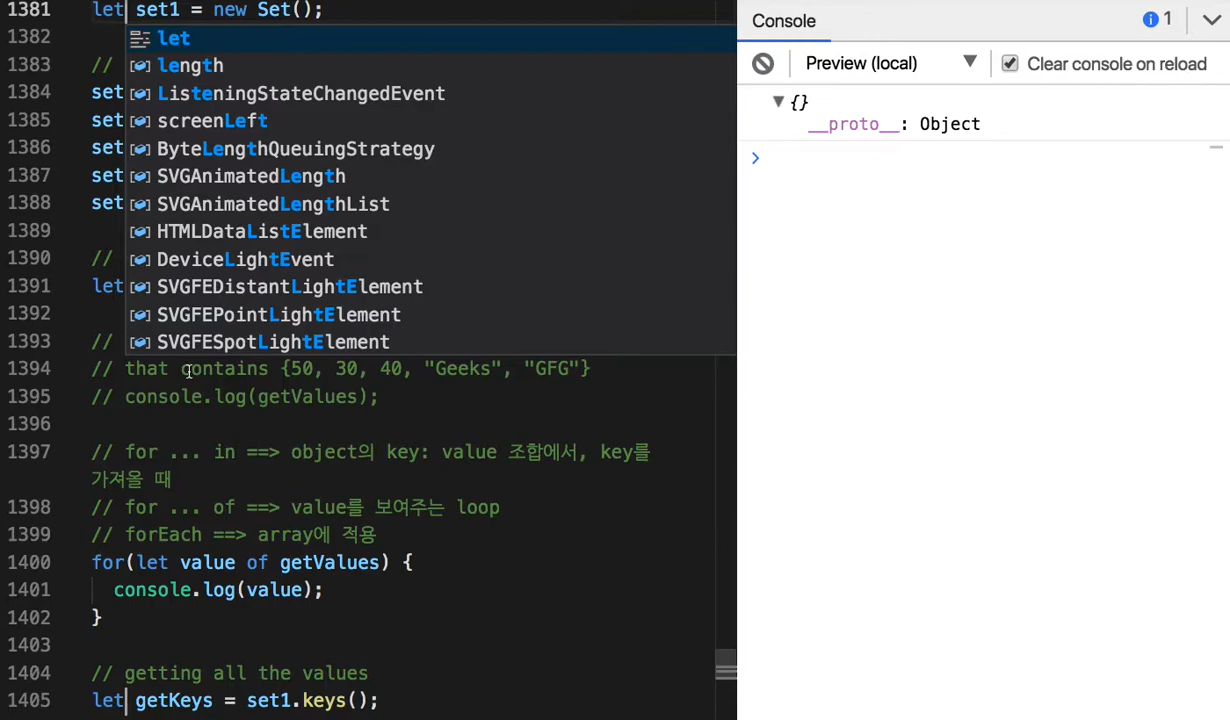 1381 let set1 = new Set();
1382 let
1383 // length
1384 set ListeningStateChangedEvent
1385 set screenLeft
1386 set ByteLengthQueuingStrategy
1387 set SVGAnimatedLength
1388 set SVGAnimatedLengthList
1389 HTMLDataListElement
1390 // DeviceLightEvent
1391 let SVGFEDistantLightElement
1392 SVGFEPointLightElement
1393 // SVGFESpotLightElement
1394 // that contains {50, 30, 40, "Geeks", "GFG"}
1395 // console.log(getValues);
1396
1397 // for ... in ==> object의 key: value 조합에서, key를
가져올 때
1398 // for ... of ==> value를 보여주는 loop
1399 // forEach ==> array에 적용
1400 for(let value of getValues) {
1401 console.log(value);
1402 }
1403
1404 // getting all the values
1405 let getKeys = set1.keys();
Console 1
Preview (local) Clear console on reload
{}
__proto__: Object